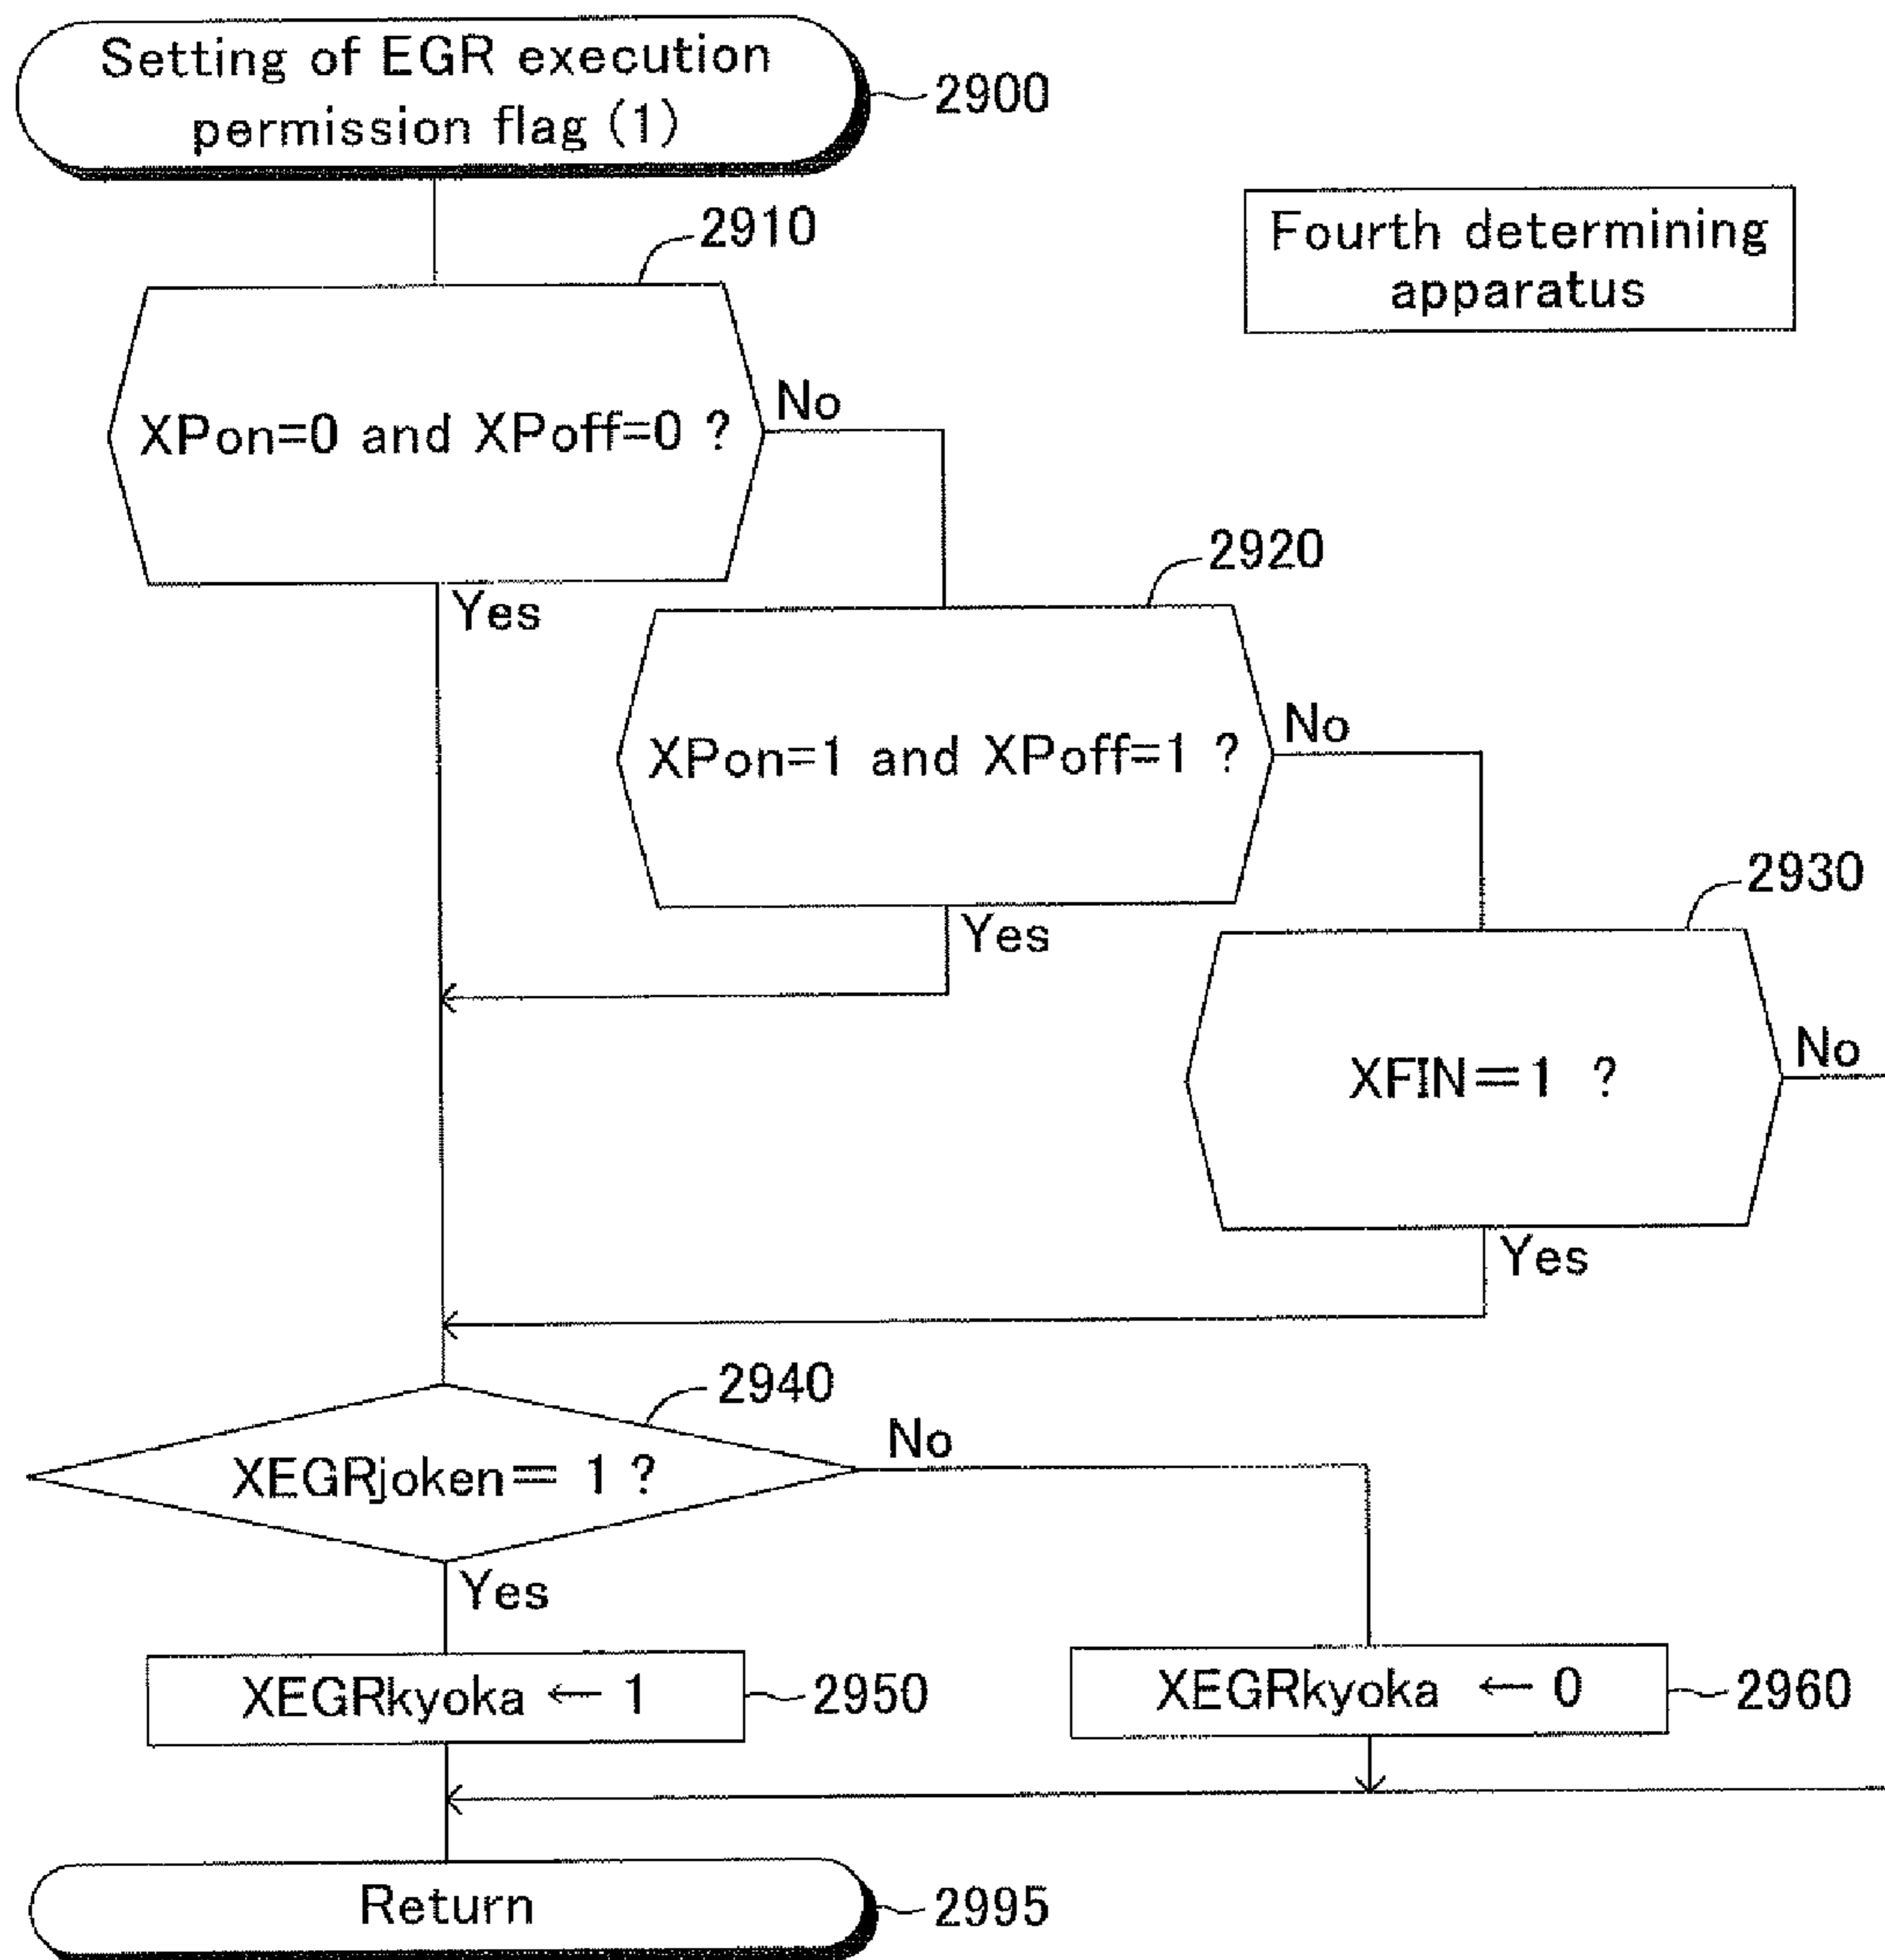 Setting of EGR execution
permission flag (1)
2900
Fourth determining
apparatus
2910
XPon=0 and XPoff=0 ?
No
Yes
2920
XPon=1 and XPoff=1 ?
No
Yes
2930
XFIN=1 ?
No
Yes
2940
XEGRjoken= 1 ?
No
Yes
XEGRkyoka ← 1
2950
XEGRkyoka ← 0
2960
Return
2995